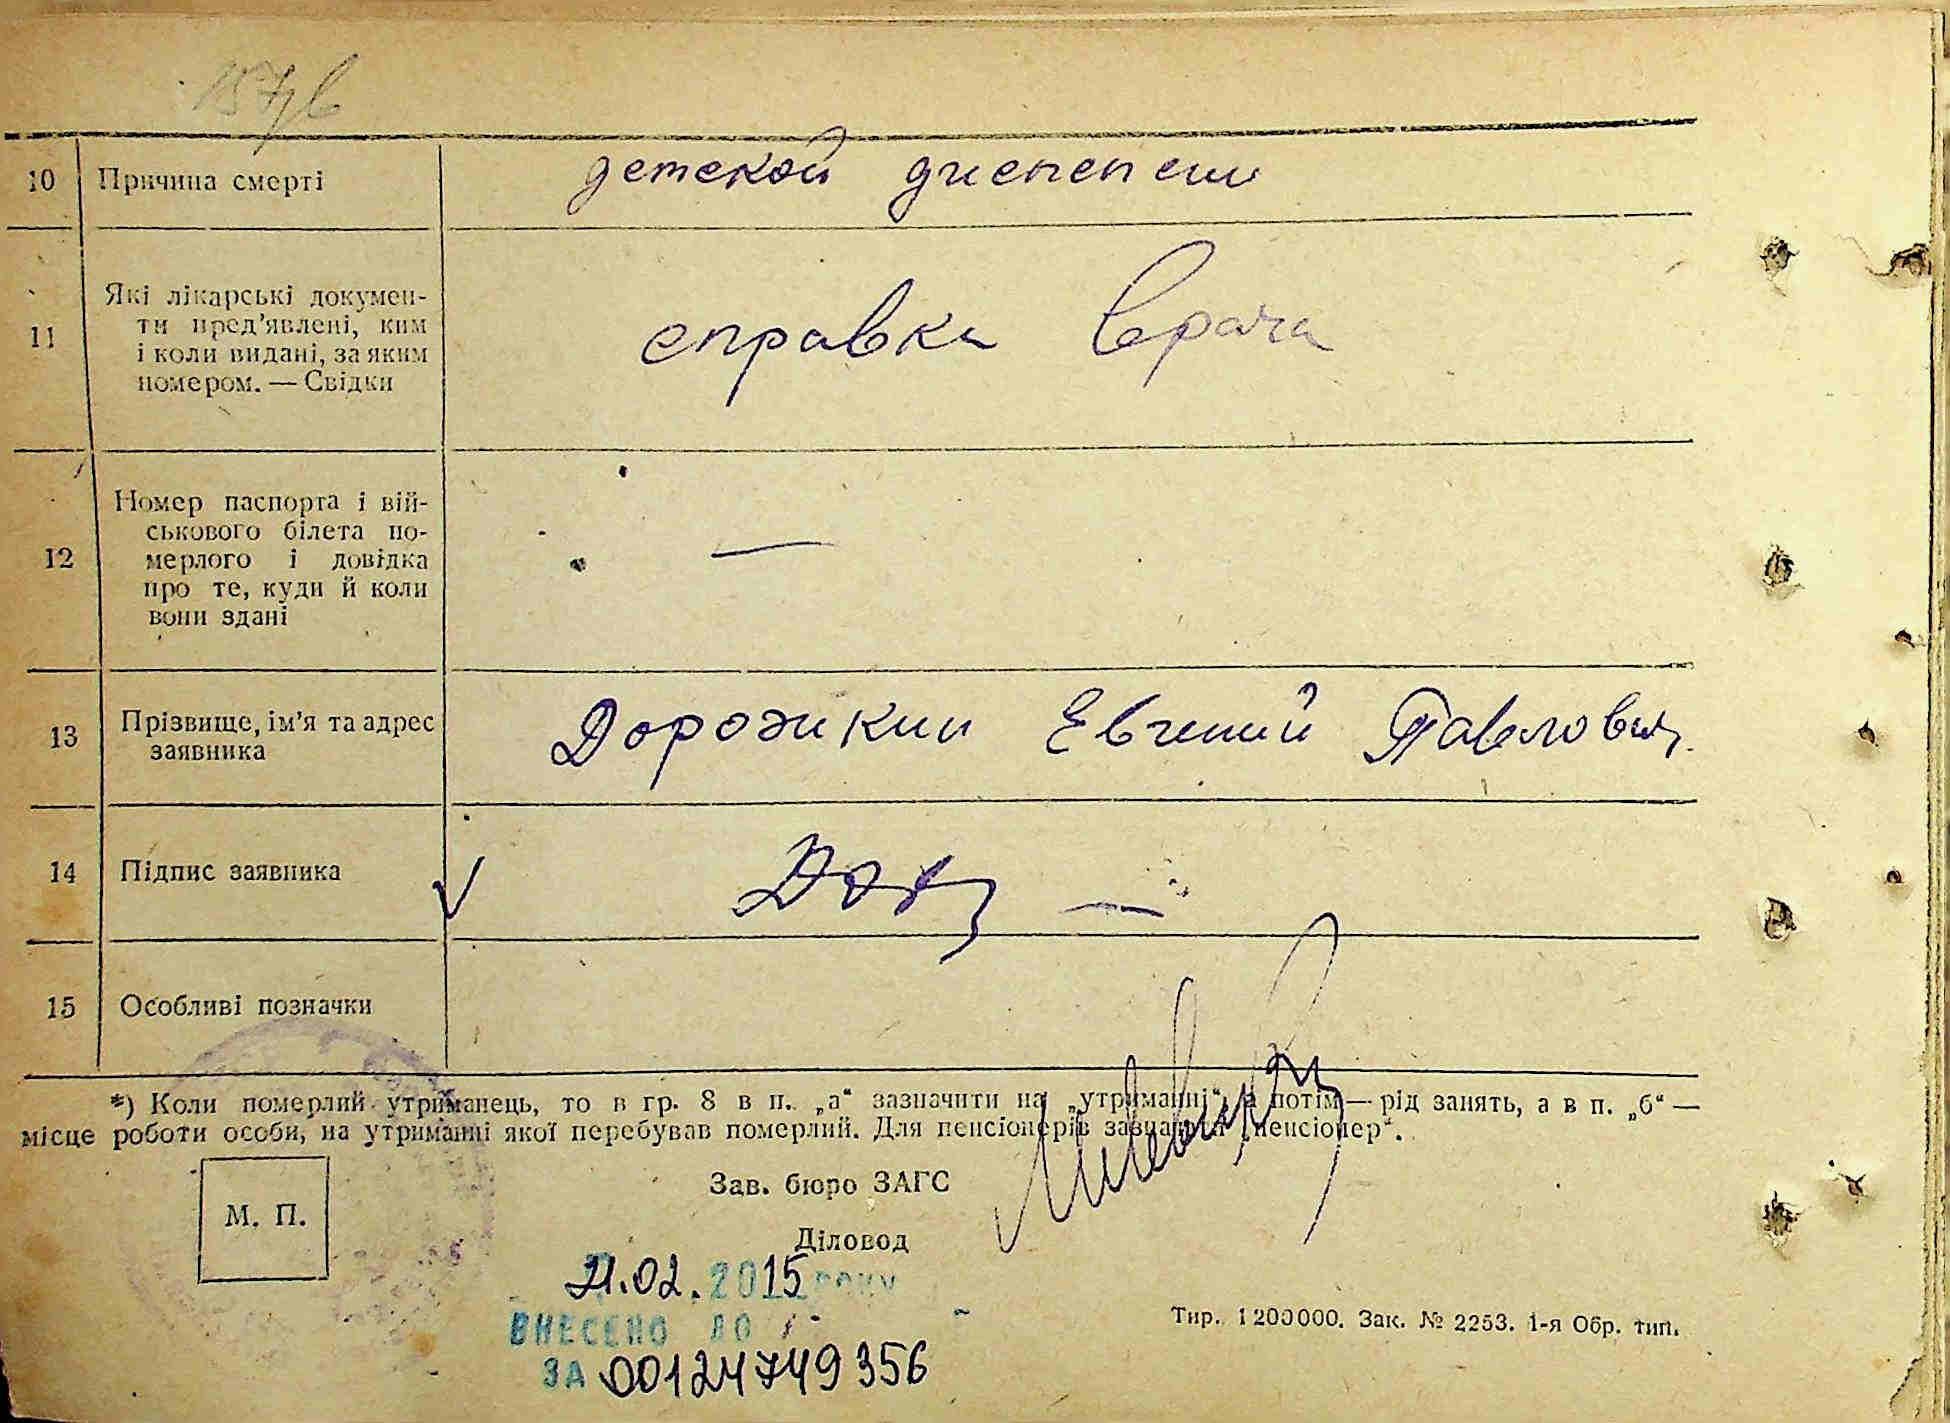 10 Причина смерті детской диспепсии
11 Які лікарські докумен-
ти пред’явлені, ким
і коли видані, за яким
номером. — Свідки
справка врача
12 Номер паспорта і вій-
ськового білета по-
мерлого і довідка
про те, куди й коли
вони здані
—
13 Прізвище, ім’я та адрес
заявника
Дорожкин Евгений Павлович
14 Підпис заявника
15 Особливі позначки
*) Коли померлий утриманець, то в гр. 8 в п. „а“ зазначити на „утриманні“, а потім — рід занять, а в п. „б“ —
місце роботи особи, на утриманні якої перебував померлий. Для пенсіонерів зазначити „пенсіонер“.
Зав. бюро ЗАГС
М. П.
Діловод
21.02.2015 року
ВНЕСЕНО ДО
ЗА 00124749356
Тир. 1200000. Зак. № 2253. 1-я Обр. тип.